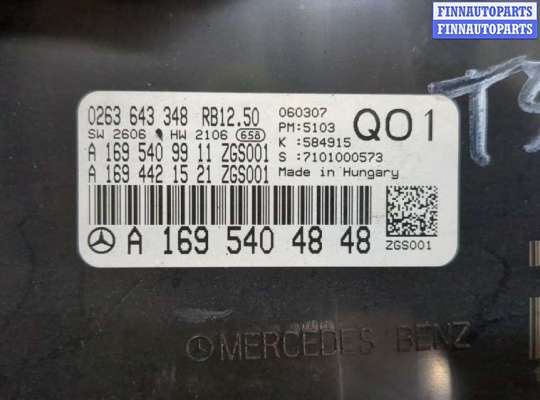 FINNAUTOPARTS
FINNAUTOPARTS
0263 643 348 RB12.50
SW 2606 HW 2106 658
A 169 540 99 11 ZGS001
A 169 442 15 21 ZGS001
060307
PM:5103
K :584915
S :7101000573
Q01
Made in Hungary
A 169 540 48 48
ZGS001
MERCEDES BENZ